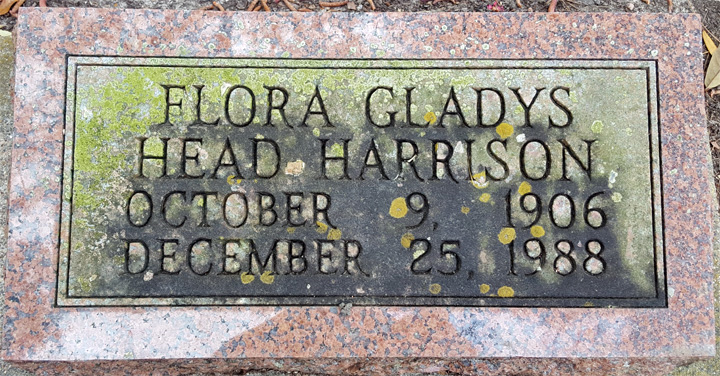 FLORA GLADYS
HEAD HARRISON
OCTOBER 9, 1906
DECEMBER 25, 1988